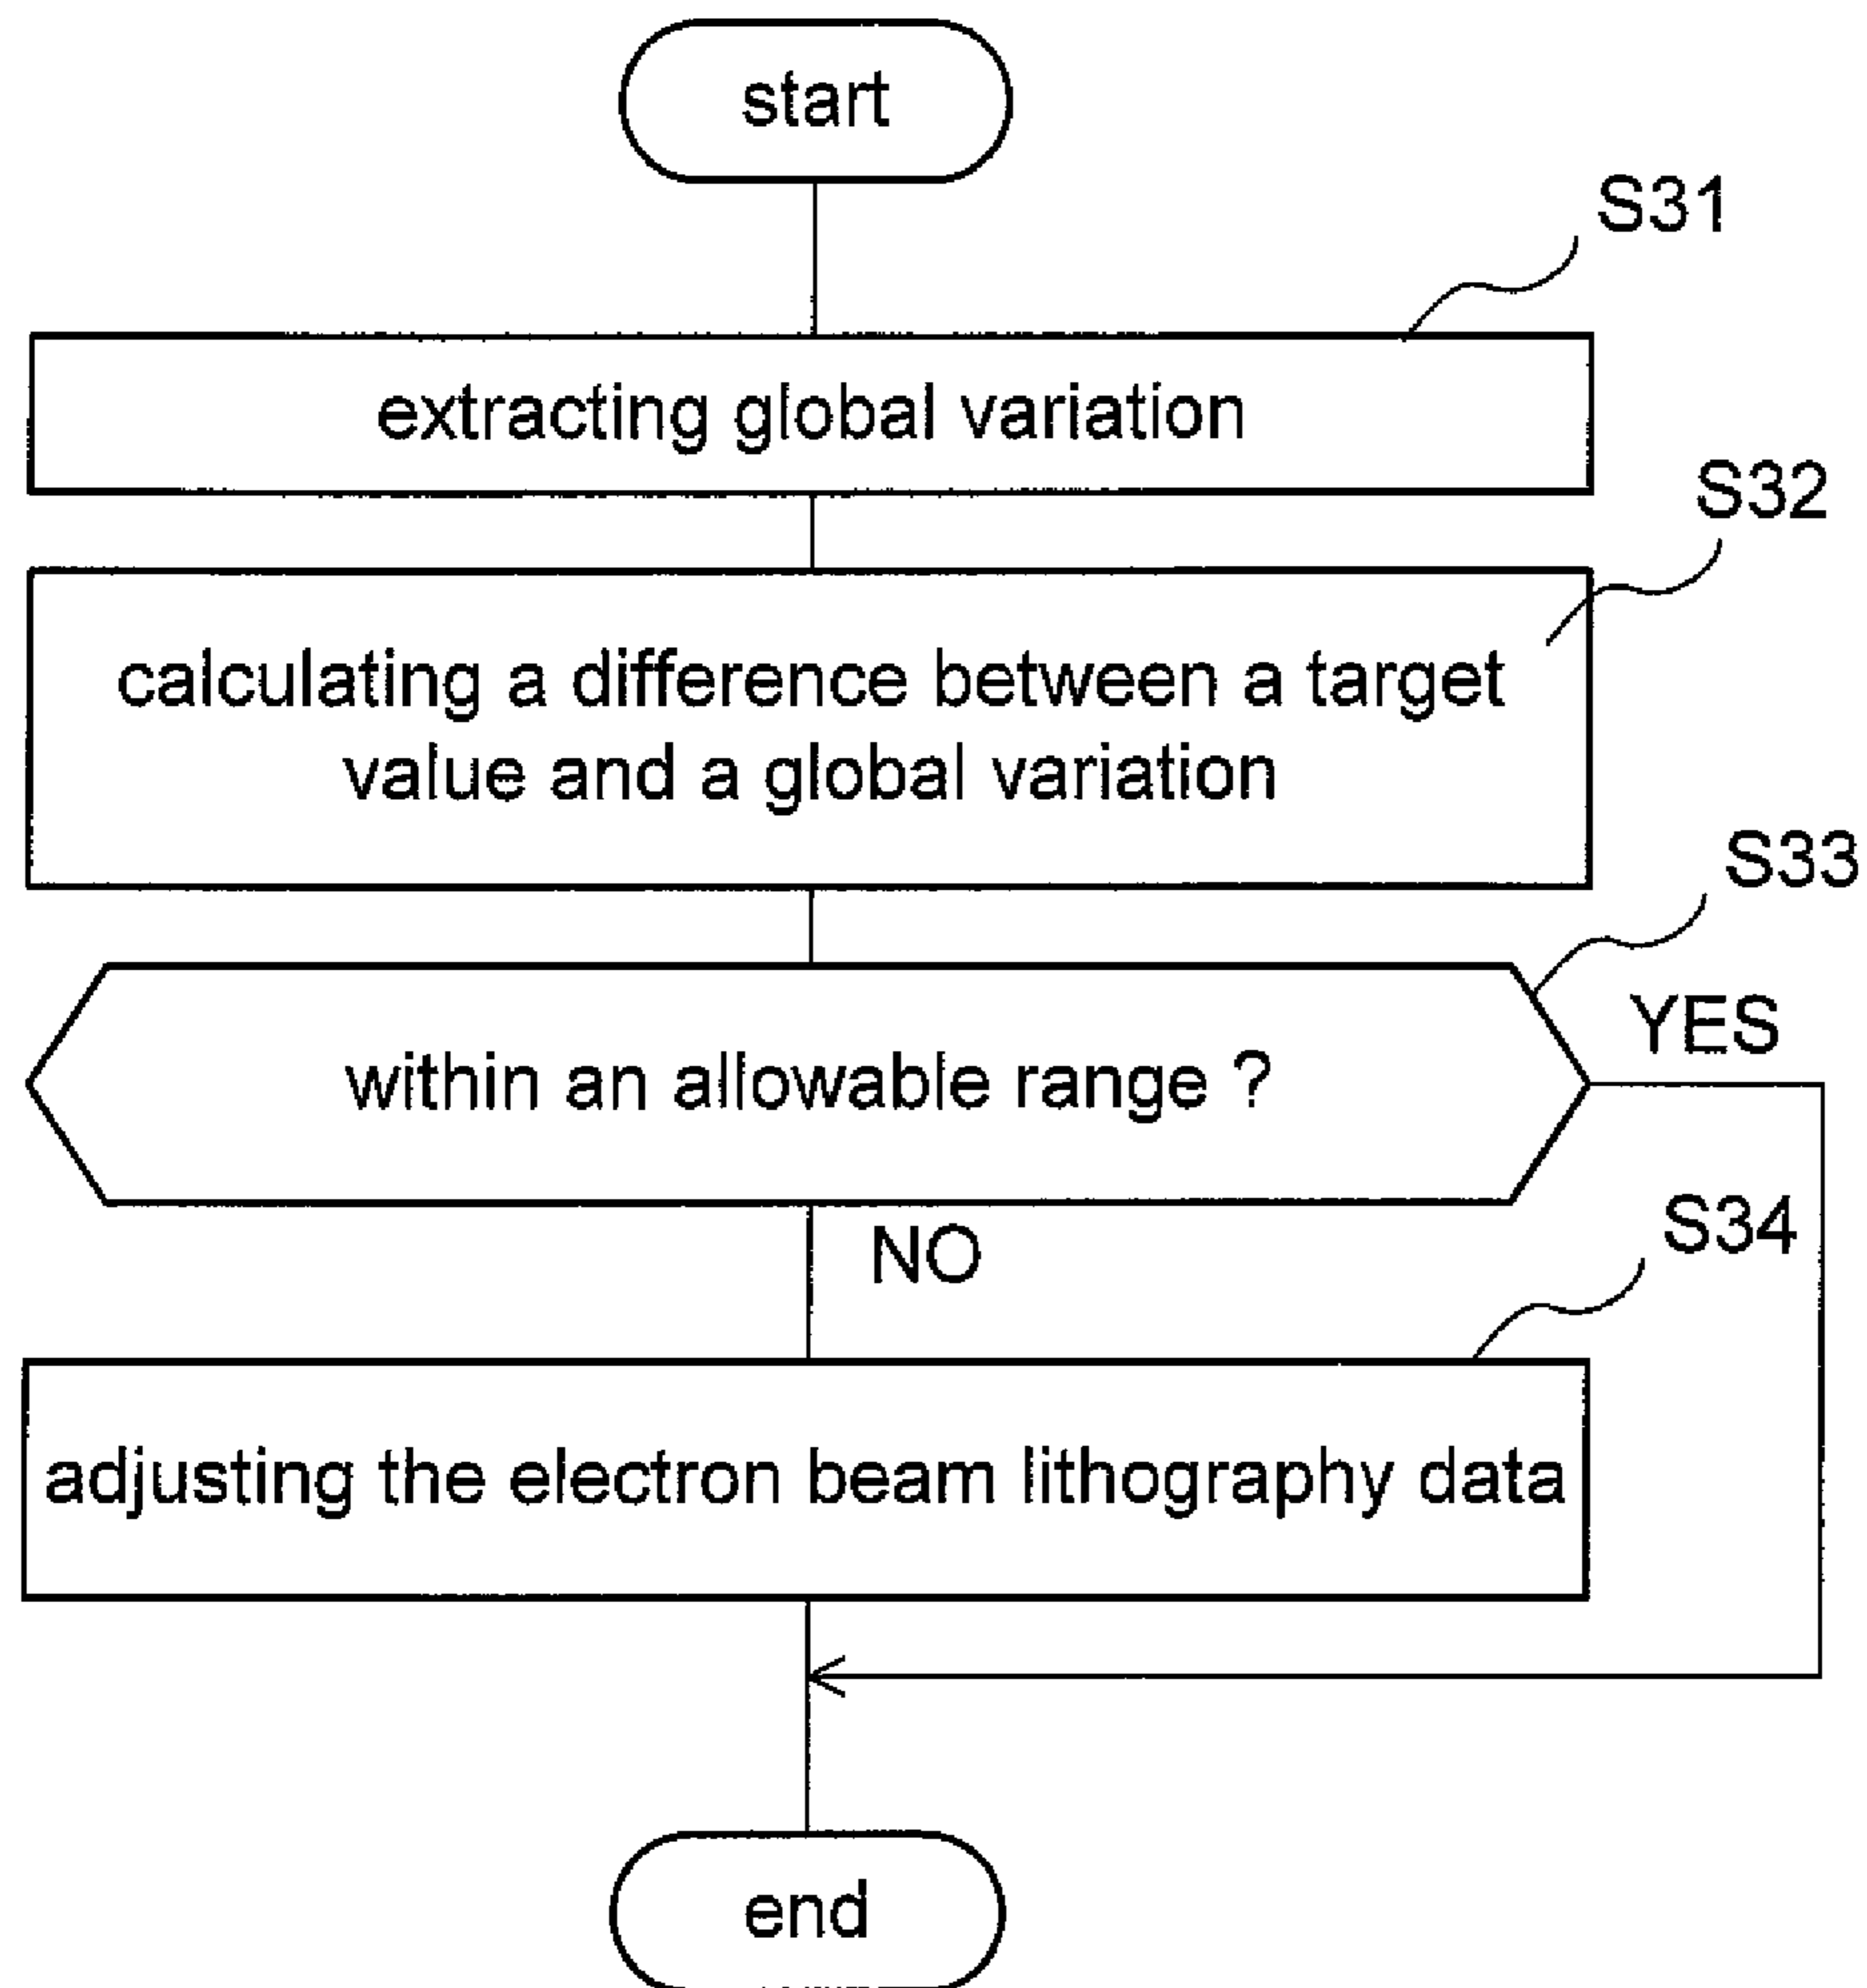 start
S31
extracting global variation
S32
calculating a difference between a target
value and a global variation
S33
YES
within an allowable range ?
NO
S34
adjusting the electron beam lithography data
end